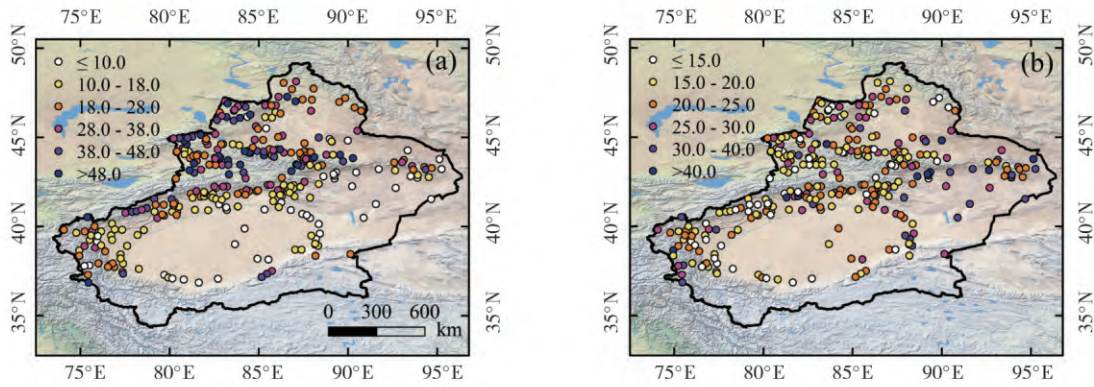 75°E 80°E 85°E 90°E 95°E
50°N
45°N
40°N
35°N
(a)
≤ 10.0
10.0 - 18.0
18.0 - 28.0
28.0 - 38.0
38.0 - 48.0
>48.0
0 300 600
km
50°N
45°N
40°N
35°N
75°E 80°E 85°E 90°E 95°E
75°E 80°E 85°E 90°E 95°E
50°N
45°N
40°N
35°N
(b)
≤ 15.0
15.0 - 20.0
20.0 - 25.0
25.0 - 30.0
30.0 - 40.0
>40.0
50°N
45°N
40°N
35°N
75°E 80°E 85°E 90°E 95°E